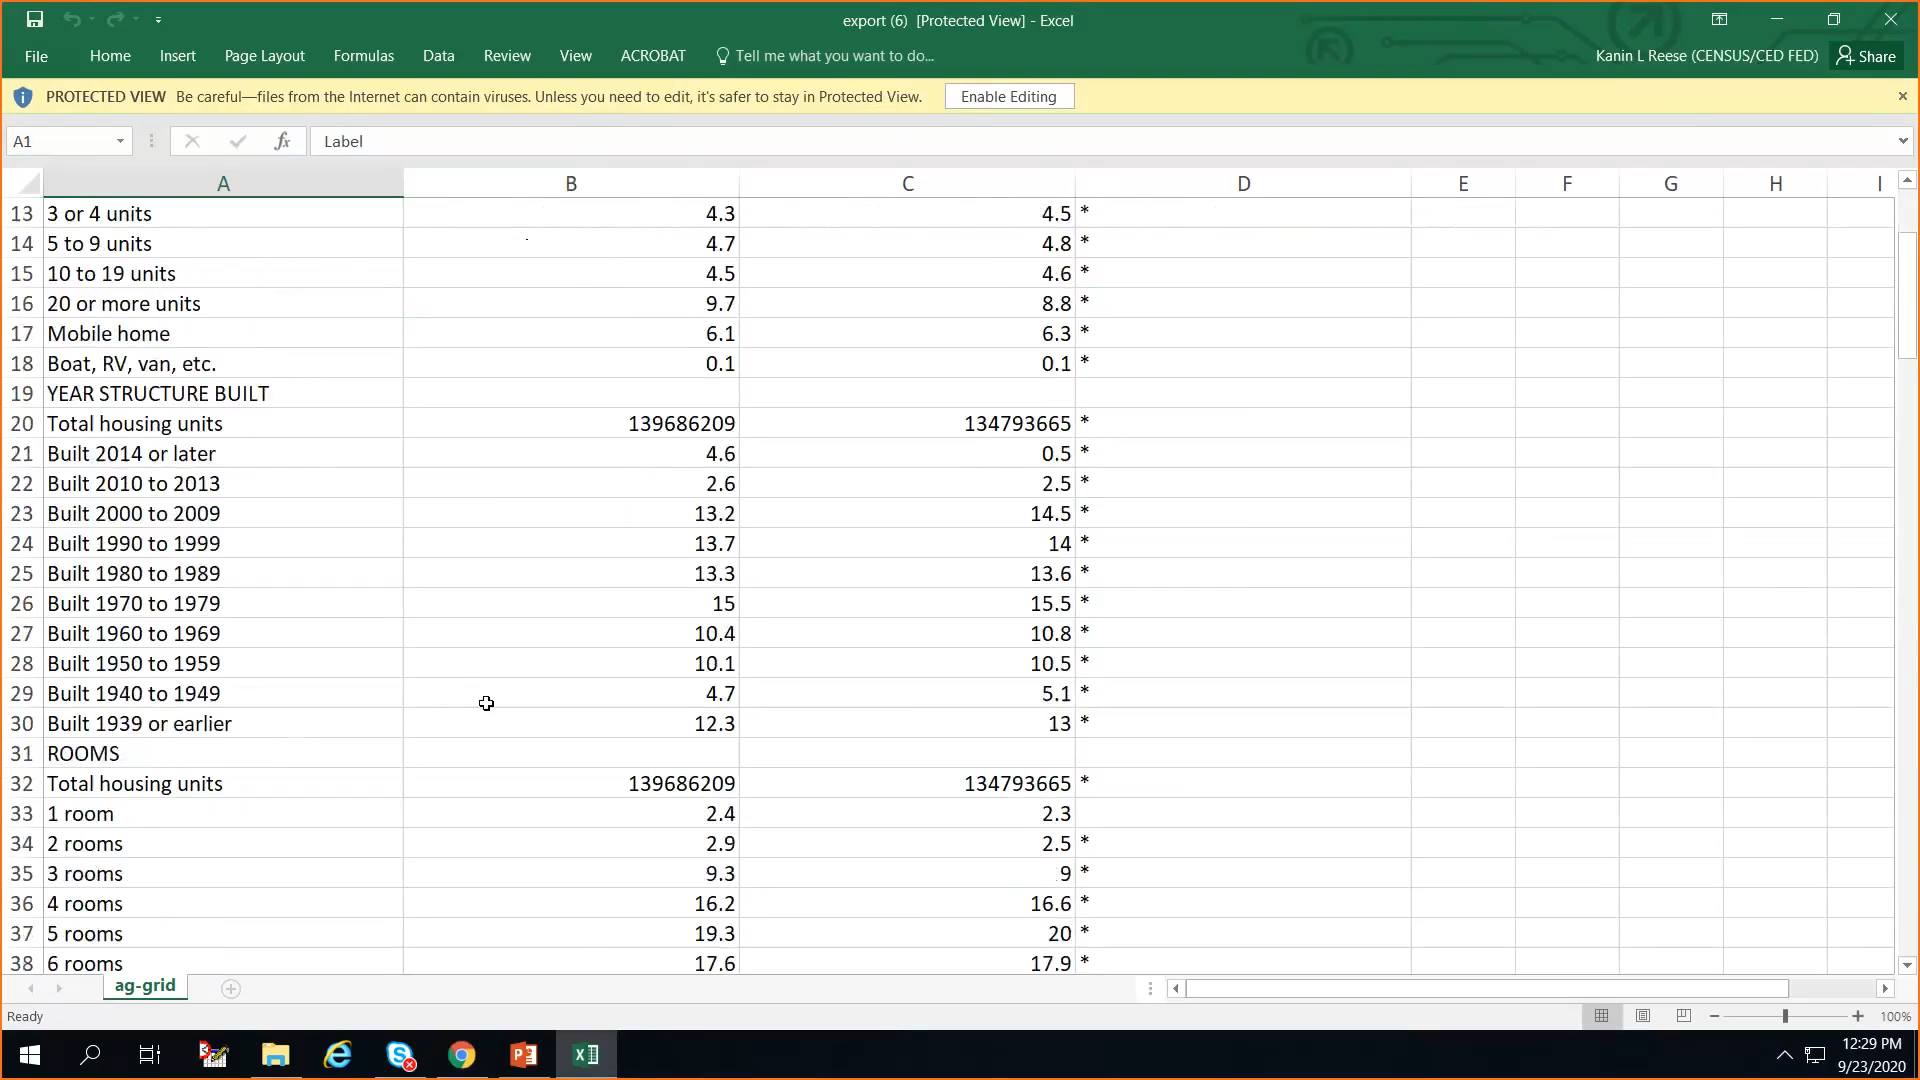 export (6) [Protected View] - Excel
File Home Insert Page Layout Formulas Data Review View ACROBAT Tell me what you want to do... Kanin L Reese (CENSUS/CED FED) Share
PROTECTED VIEW Be careful—files from the Internet can contain viruses. Unless you need to edit, it's safer to stay in Protected View. Enable Editing
A1 fx Label
A B C D E F G H I
13 3 or 4 units 4.3 4.5 *
14 5 to 9 units 4.7 4.8 *
15 10 to 19 units 4.5 4.6 *
16 20 or more units 9.7 8.8 *
17 Mobile home 6.1 6.3 *
18 Boat, RV, van, etc. 0.1 0.1 *
19 YEAR STRUCTURE BUILT
20 Total housing units 139686209 134793665 *
21 Built 2014 or later 4.6 0.5 *
22 Built 2010 to 2013 2.6 2.5 *
23 Built 2000 to 2009 13.2 14.5 *
24 Built 1990 to 1999 13.7 14 *
25 Built 1980 to 1989 13.3 13.6 *
26 Built 1970 to 1979 15 15.5 *
27 Built 1960 to 1969 10.4 10.8 *
28 Built 1950 to 1959 10.1 10.5 *
29 Built 1940 to 1949 4.7 5.1 *
30 Built 1939 or earlier 12.3 13 *
31 ROOMS
32 Total housing units 139686209 134793665 *
33 1 room 2.4 2.3
34 2 rooms 2.9 2.5 *
35 3 rooms 9.3 9 *
36 4 rooms 16.2 16.6 *
37 5 rooms 19.3 20 *
38 6 rooms 17.6 17.9 *
ag-grid
Ready 100%
12:29 PM
9/23/2020